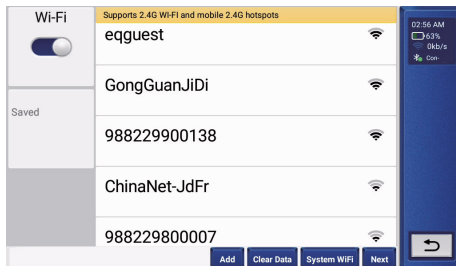 Wi-Fi
Supports 2.4G WI-FI and mobile 2.4G hotspots
eqguest
GongGuanJiDi
Saved
988229900138
ChinaNet-JdFr
988229800007
Add
Clear Data
System WiFi
Next
02:56 AM
63%
0kb/s
Con-